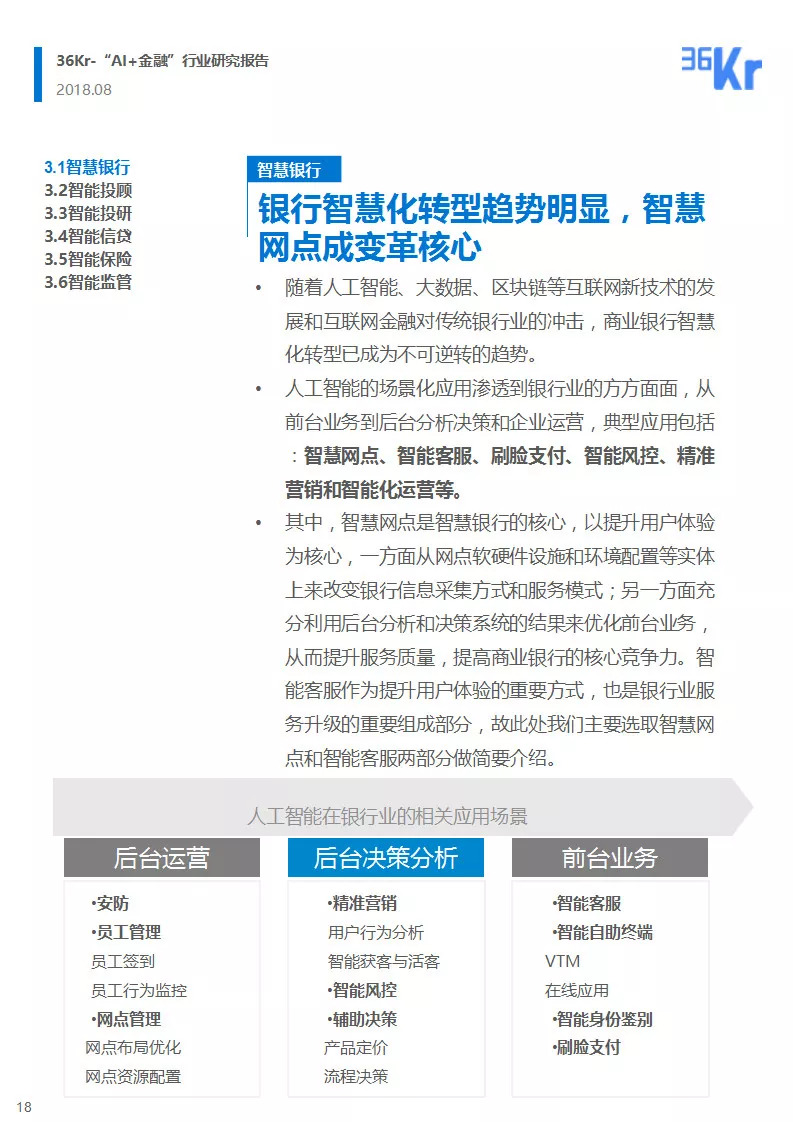 36Kr-“AI+金融”行业研究报告
2018.08
36Kr
3.1智慧银行
3.2智能投顾
3.3智能投研
3.4智能信贷
3.5智能保险
3.6智能监管
智慧银行
银行智慧化转型趋势明显，智慧
网点成变革核心
• 随着人工智能、大数据、区块链等互联网新技术的发
展和互联网金融对传统银行业的冲击，商业银行智慧
化转型已成为不可逆转的趋势。
• 人工智能的场景化应用渗透到银行业的方方面面，从
前台业务到后台分析决策和企业运营，典型应用包括
：智慧网点、智能客服、刷脸支付、智能风控、精准
营销和智能化运营等。
• 其中，智慧网点是智慧银行的核心，以提升用户体验
为核心，一方面从网点软硬件设施和环境配置等实体
上来改变银行信息采集方式和服务模式；另一方面充
分利用后台分析和决策系统的结果来优化前台业务，
从而提升服务质量，提高商业银行的核心竞争力。智
能客服作为提升用户体验的重要方式，也是银行业服
务升级的重要组成部分，故此处我们主要选取智慧网
点和智能客服两部分做简要介绍。
人工智能在银行业的相关应用场景
后台运营
•安防
•员工管理
员工签到
员工行为监控
•网点管理
网点布局优化
网点资源配置
后台决策分析
•精准营销
用户行为分析
智能获客与活客
•智能风控
•辅助决策
产品定价
流程决策
前台业务
•智能客服
•智能自助终端
VTM
在线应用
•智能身份鉴别
•刷脸支付
18